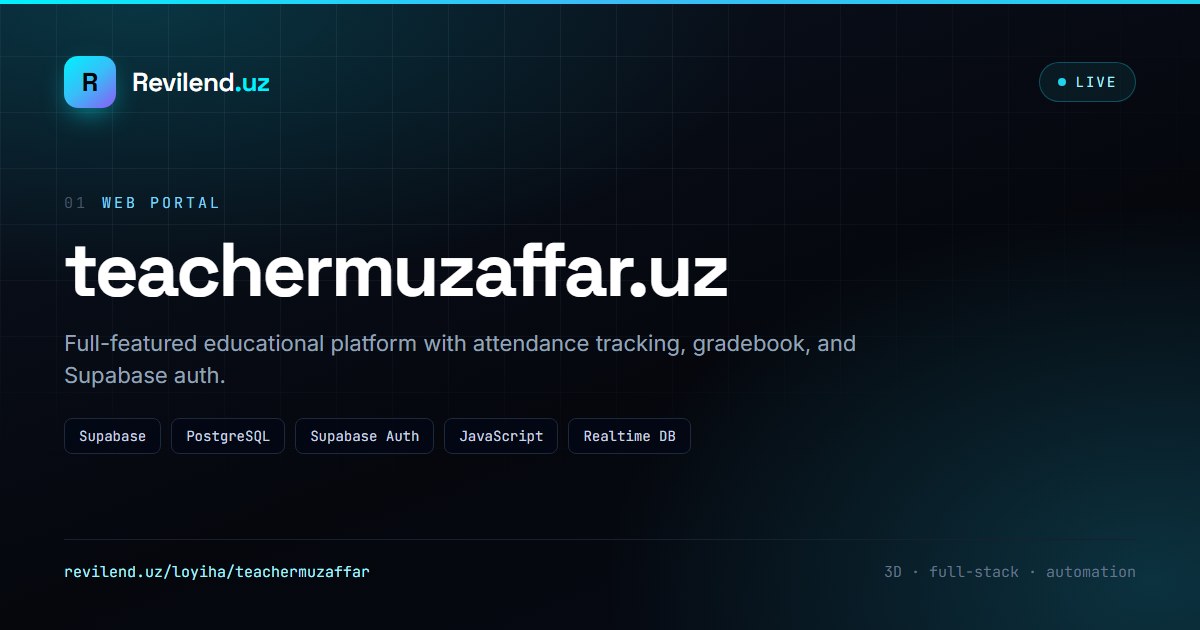 R
Revilend.uz
LIVE
01 WEB PORTAL
teachermuzaffar.uz
Full-featured educational platform with attendance tracking, gradebook, and
Supabase auth.
Supabase
PostgreSQL
Supabase Auth
JavaScript
Realtime DB
revilend.uz/loyiha/teachermuzaffar
3D · full-stack · automation